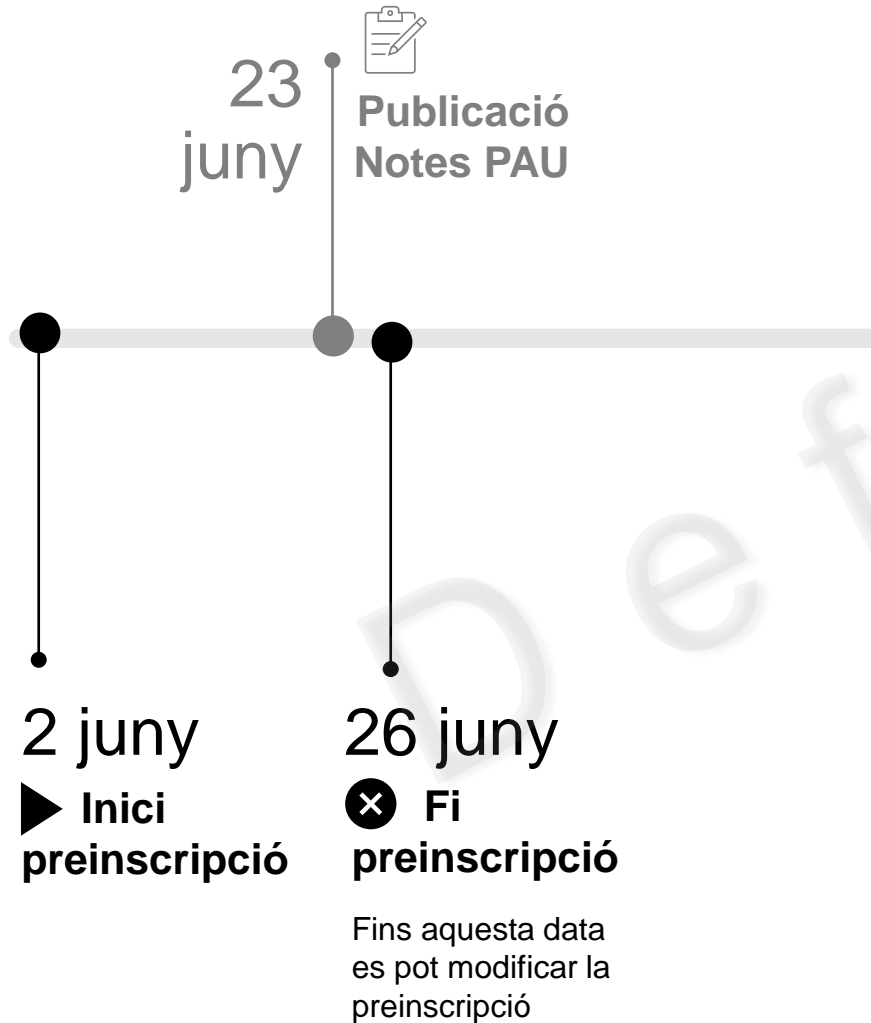 23
juny
Publicació
Notes PAU
2 juny
Inici
preinscripció
26 juny
Fi
preinscripció
Fins aquesta data
es pot modificar la
preinscripció
D e f